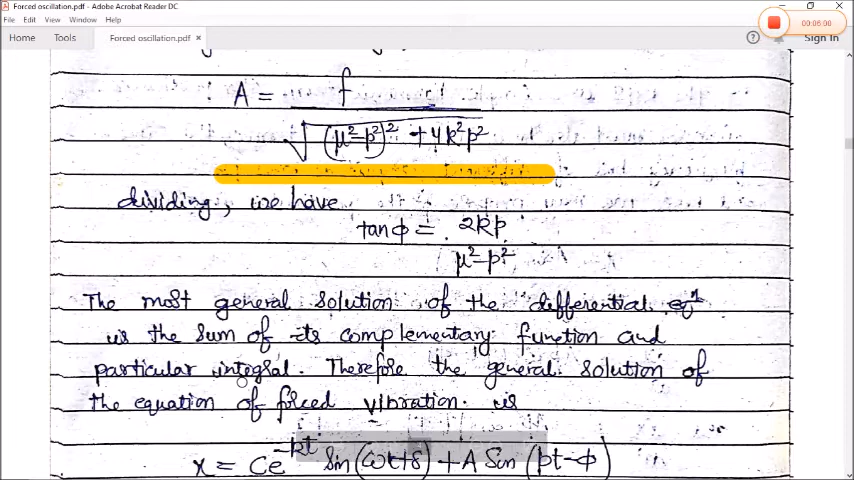 Forced oscillation.pdf - Adobe Acrobat Reader DC
File Edit View Window Help
00:06:00
Home Tools Forced oscillation.pdf × Sign In
∴ A = f / √((μ²-p²)² + 4k²p²)
dividing, we have
tanϕ = 2kp / μ²-p²
The most general solution of the differential eqⁿ
is the sum of its complementary function and
particular integral. Therefore the general solution of
the equation of forced vibration is
x = Ce^-kt Sin(ωt+δ) + A Sin(pt-ϕ)